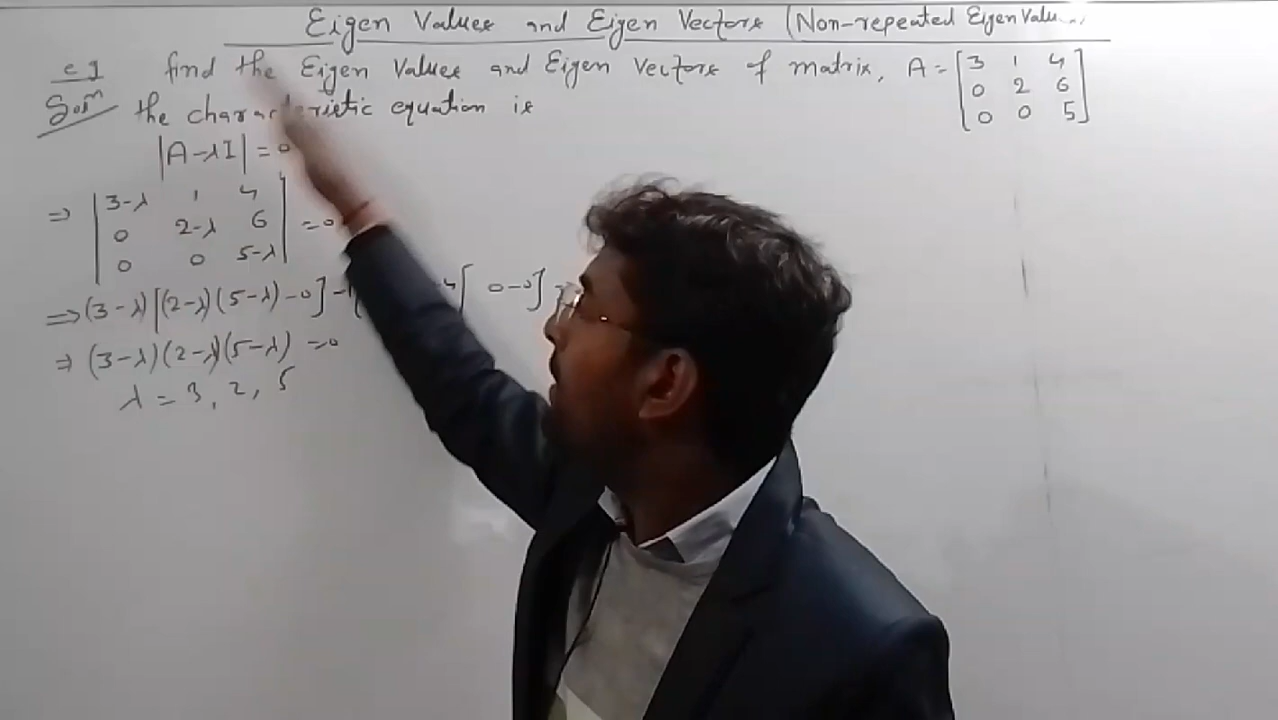 Eigen Values and Eigen Vectors (Non-repeated Eigen Valu...
eg find the Eigen Values and Eigen Vectors of matrix, A = [3 1 4
0 2 6
0 0 5]
Solⁿ the characteristic equation is
|A-λI| = 0
⇒ |3-λ 1 4
0 2-λ 6
0 0 5-λ| = 0
⇒ (3-λ)[(2-λ)(5-λ)-0] -1[ 4[0-0] =
⇒ (3-λ)(2-λ)(5-λ) = 0
λ = 3, 2, 5